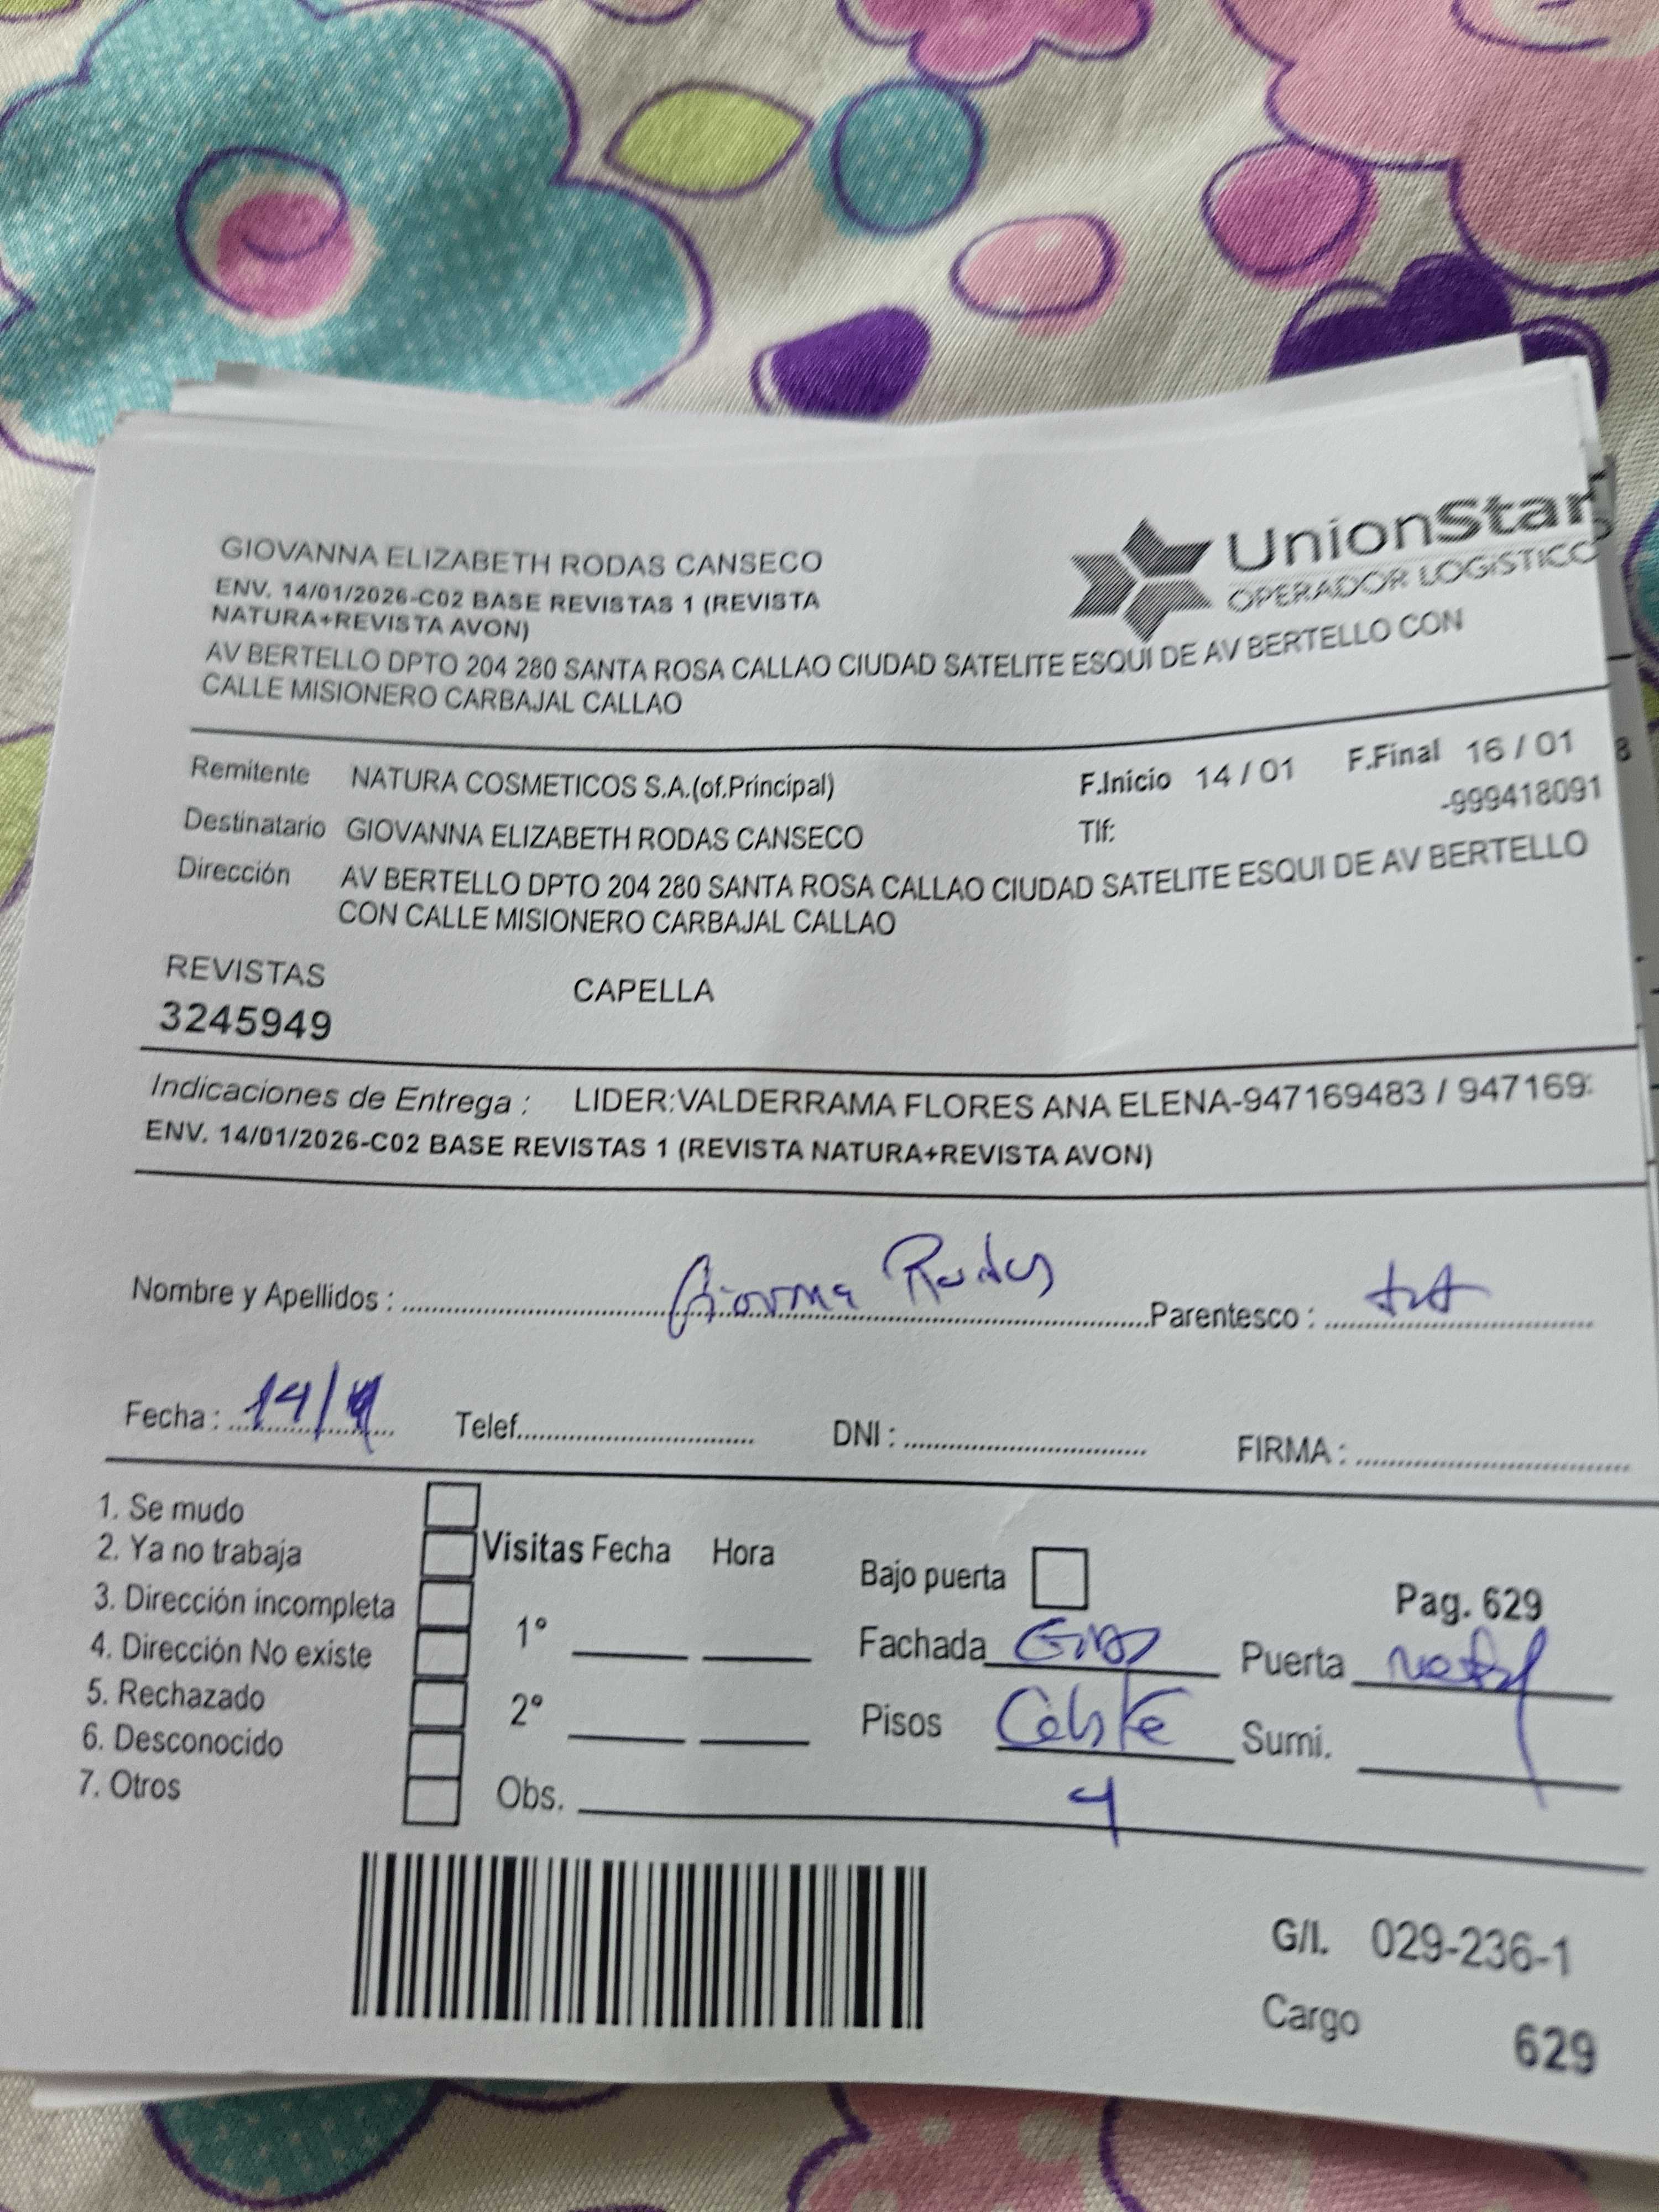 GIOVANNA ELIZABETH RODAS CANSECO
UnionStar
OPERADOR LOGíSTICO
ENV. 14/01/2026-C02 BASE REVISTAS 1 (REVISTA
NATURA+REVISTA AVON)
AV BERTELLO DPTO 204 280 SANTA ROSA CALLAO CIUDAD SATELITE ESQUI DE AV BERTELLO CON
CALLE MISIONERO CARBAJAL CALLAO
Remitente NATURA COSMETICOS S.A.(of.Principal) F.Inicio 14 / 01 F.Final 16 / 01
Destinatario GIOVANNA ELIZABETH RODAS CANSECO Tlf: -999418091
Dirección AV BERTELLO DPTO 204 280 SANTA ROSA CALLAO CIUDAD SATELITE ESQUI DE AV BERTELLO
CON CALLE MISIONERO CARBAJAL CALLAO
REVISTAS CAPELLA
3245949
Indicaciones de Entrega : LIDER:VALDERRAMA FLORES ANA ELENA-947169483 / 947169
ENV. 14/01/2026-C02 BASE REVISTAS 1 (REVISTA NATURA+REVISTA AVON)
Nombre y Apellidos : Rodas Parentesco :
Fecha : 14/ Telef. DNI : FIRMA :
1. Se mudo
2. Ya no trabaja
3. Dirección incompleta
4. Dirección No existe
5. Rechazado
6. Desconocido
7. Otros
Visitas Fecha Hora
1°
2°
Obs.
Bajo puerta Pag. 629
Fachada Puerta
Pisos Celeste Sumi.
4
G/I. 029-236-1
Cargo 629